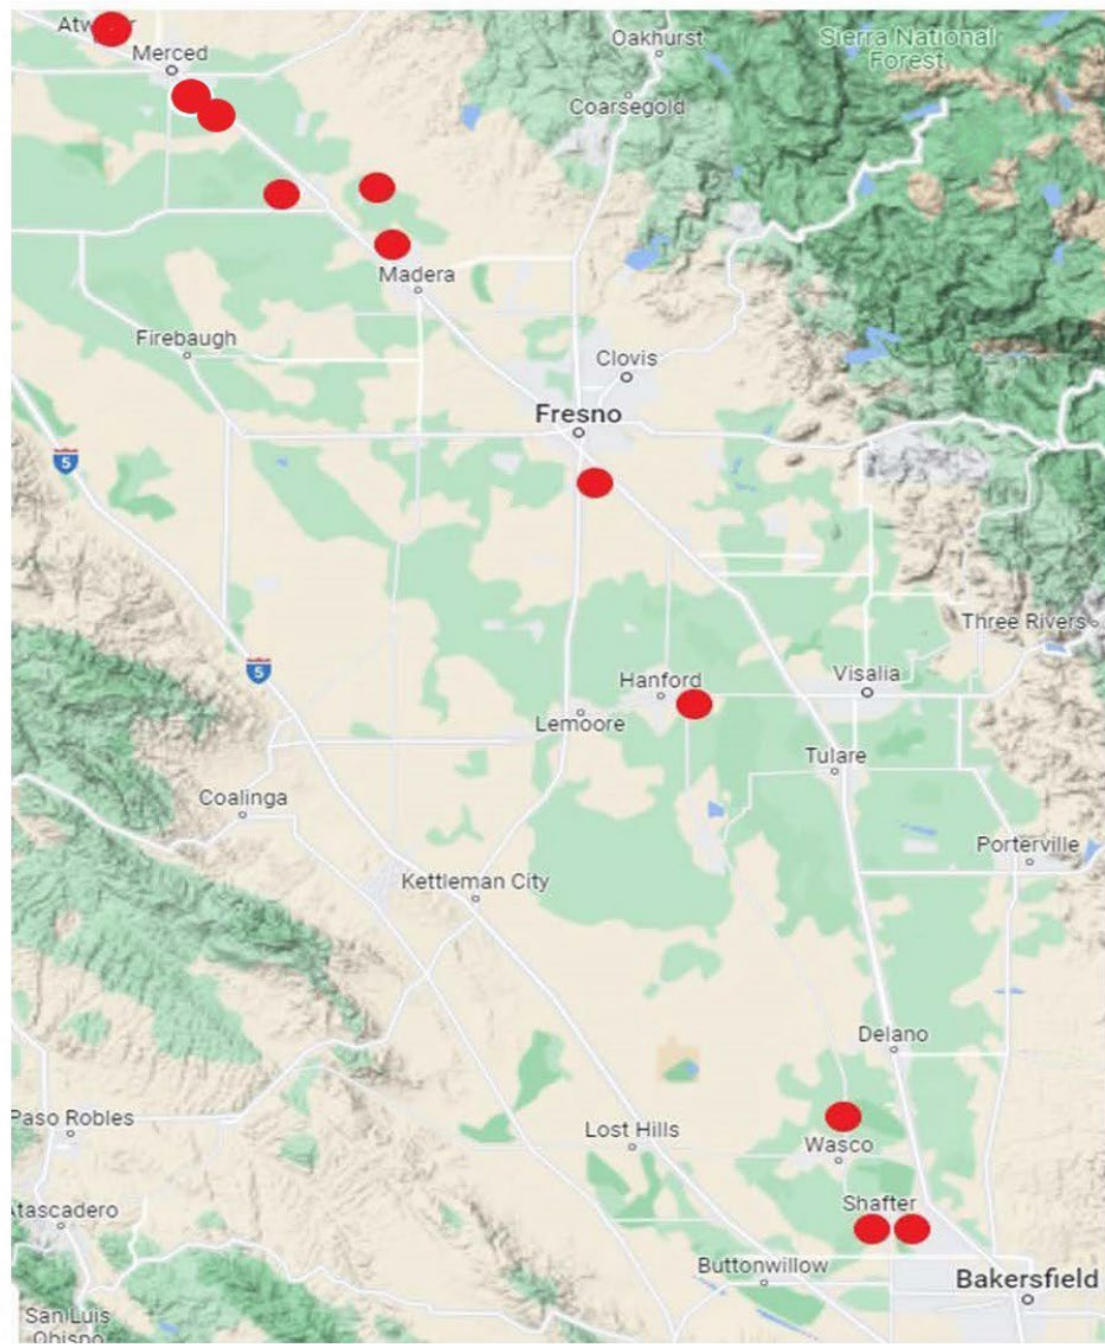 Merced
Oakhurst
Sierra National
Forest
Coarsegold
Madera
Firebaugh
Clovis
Fresno
5
Three Rivers
5
Hanford
Visalia
Lemoore
Tulare
Coalinga
Porterville
Kettleman City
Delano
Paso Robles
Lost Hills
Wasco
Shafter
tascadero
Buttonwillow
Bakersfield
San Luis
Obispo